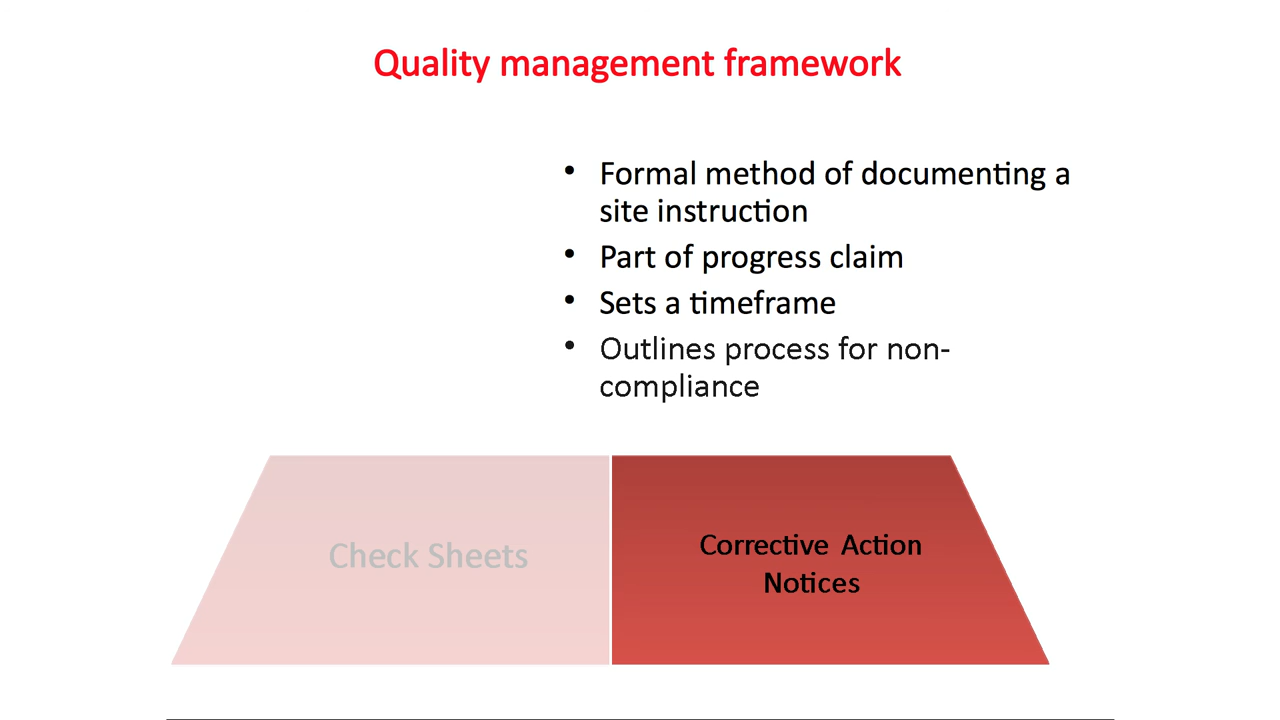 Quality management framework
• Formal method of documenting a
site instruction
• Part of progress claim
• Sets a timeframe
• Outlines process for non-
compliance
Check Sheets
Corrective Action
Notices